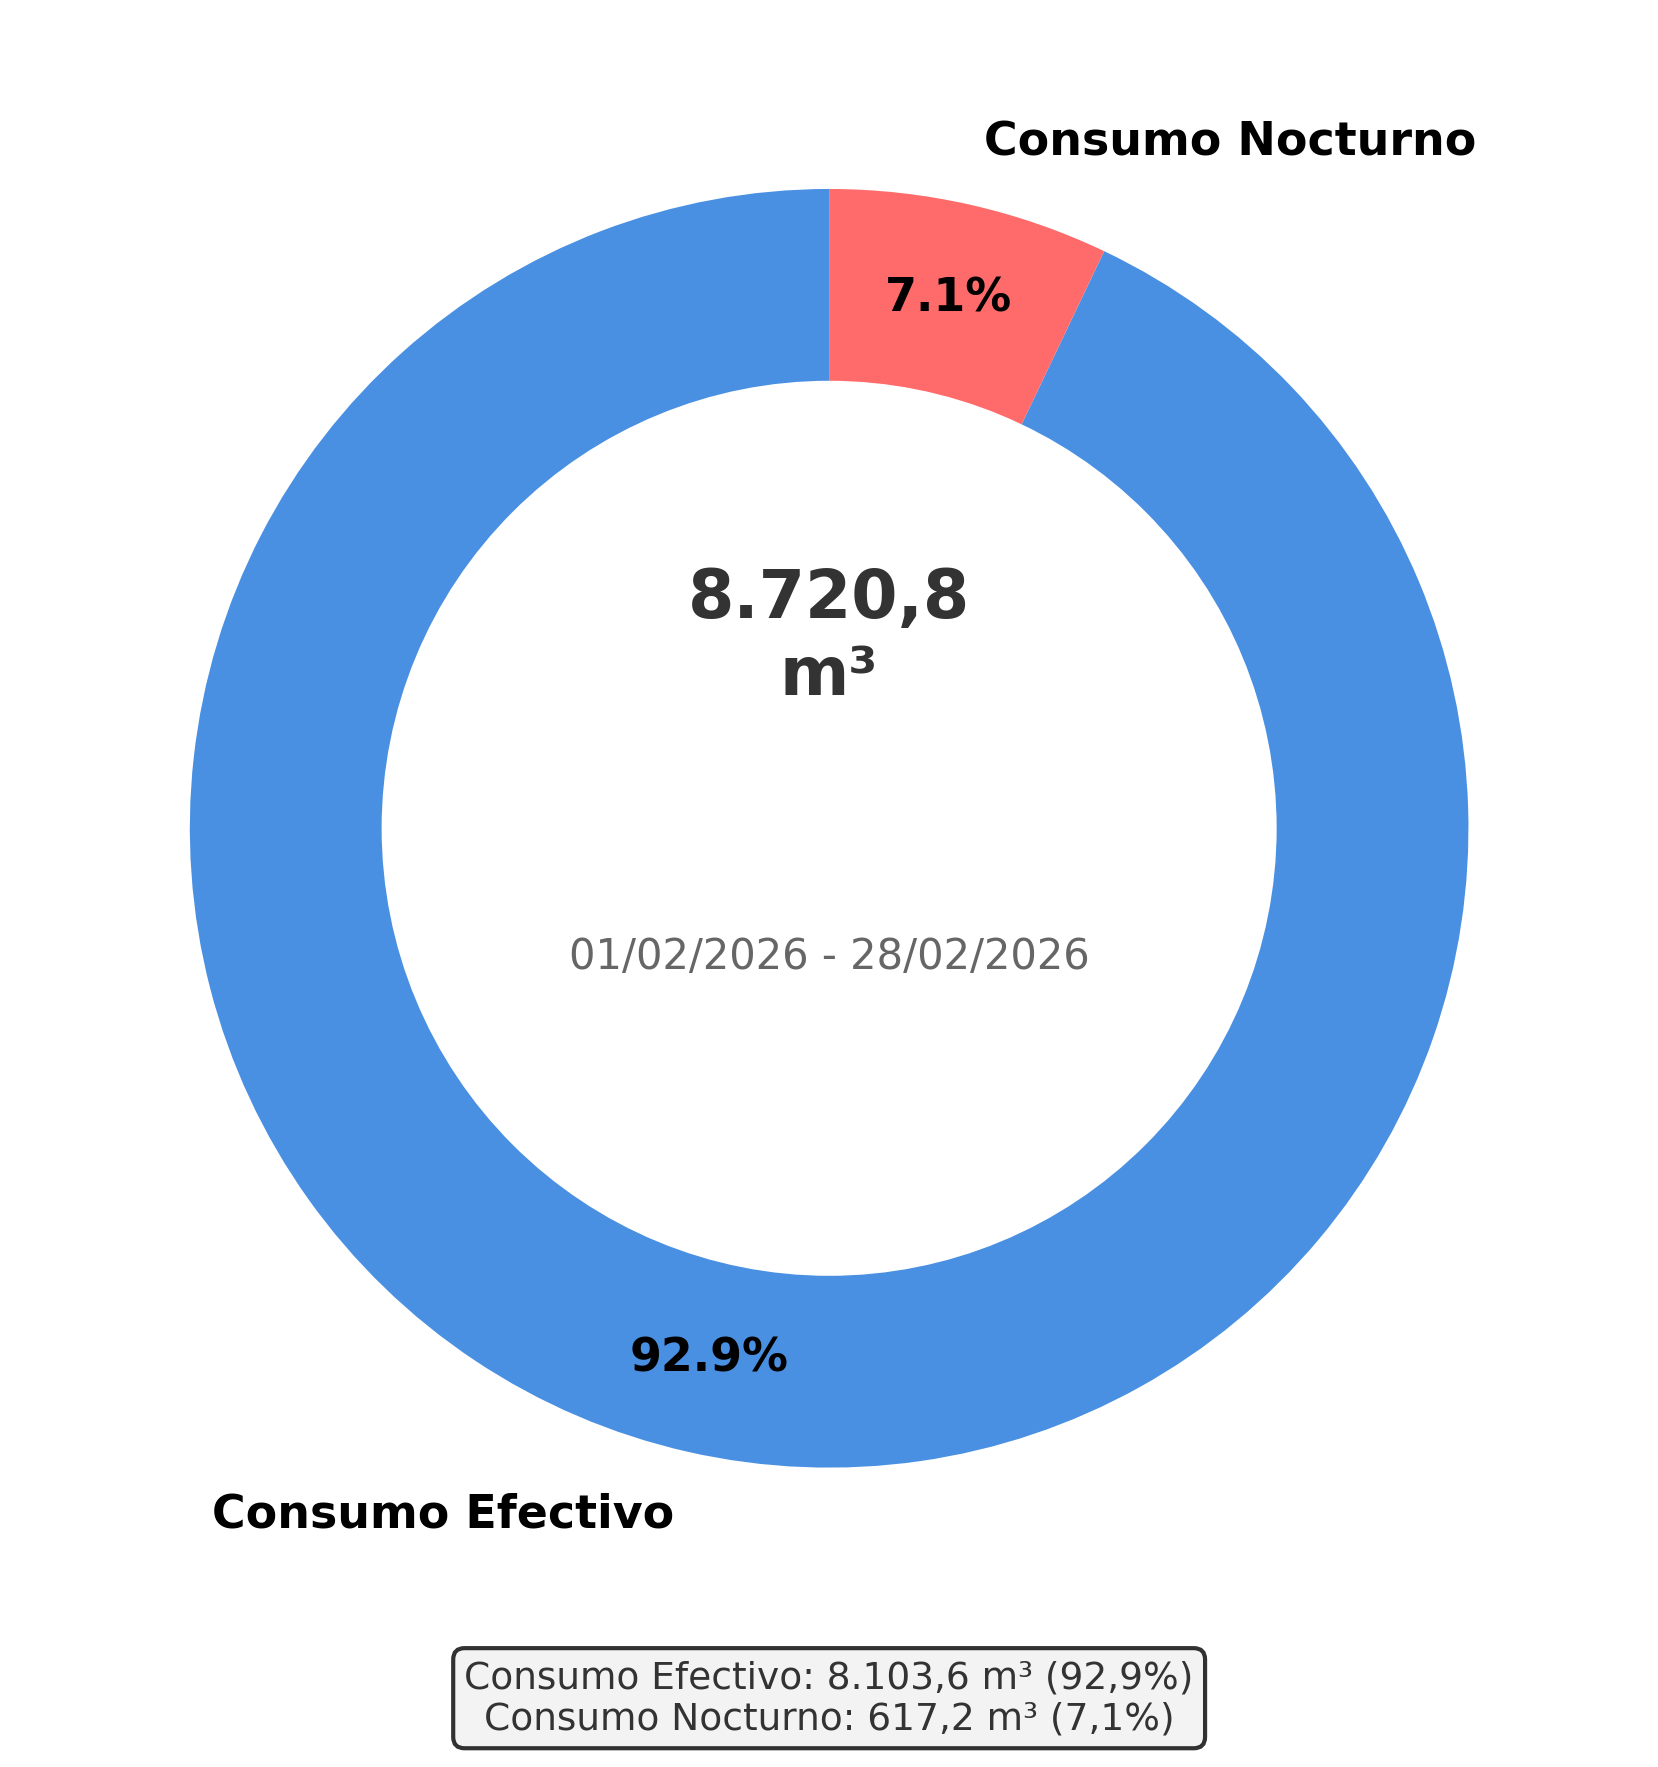 Consumo Nocturno
7.1%
8.720,8
m³
01/02/2026 - 28/02/2026
92.9%
Consumo Efectivo
Consumo Efectivo: 8.103,6 m³ (92,9%)
Consumo Nocturno: 617,2 m³ (7,1%)